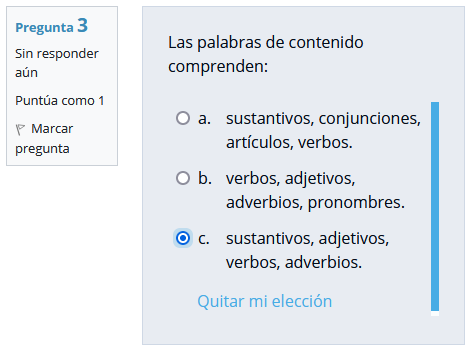 Pregunta 3
Sin responder
aún
Puntúa como 1
Marcar
pregunta
Las palabras de contenido
comprenden:
a. sustantivos, conjunciones,
artículos, verbos.
b. verbos, adjetivos,
adverbios, pronombres.
c. sustantivos, adjetivos,
verbos, adverbios.
Quitar mi elección